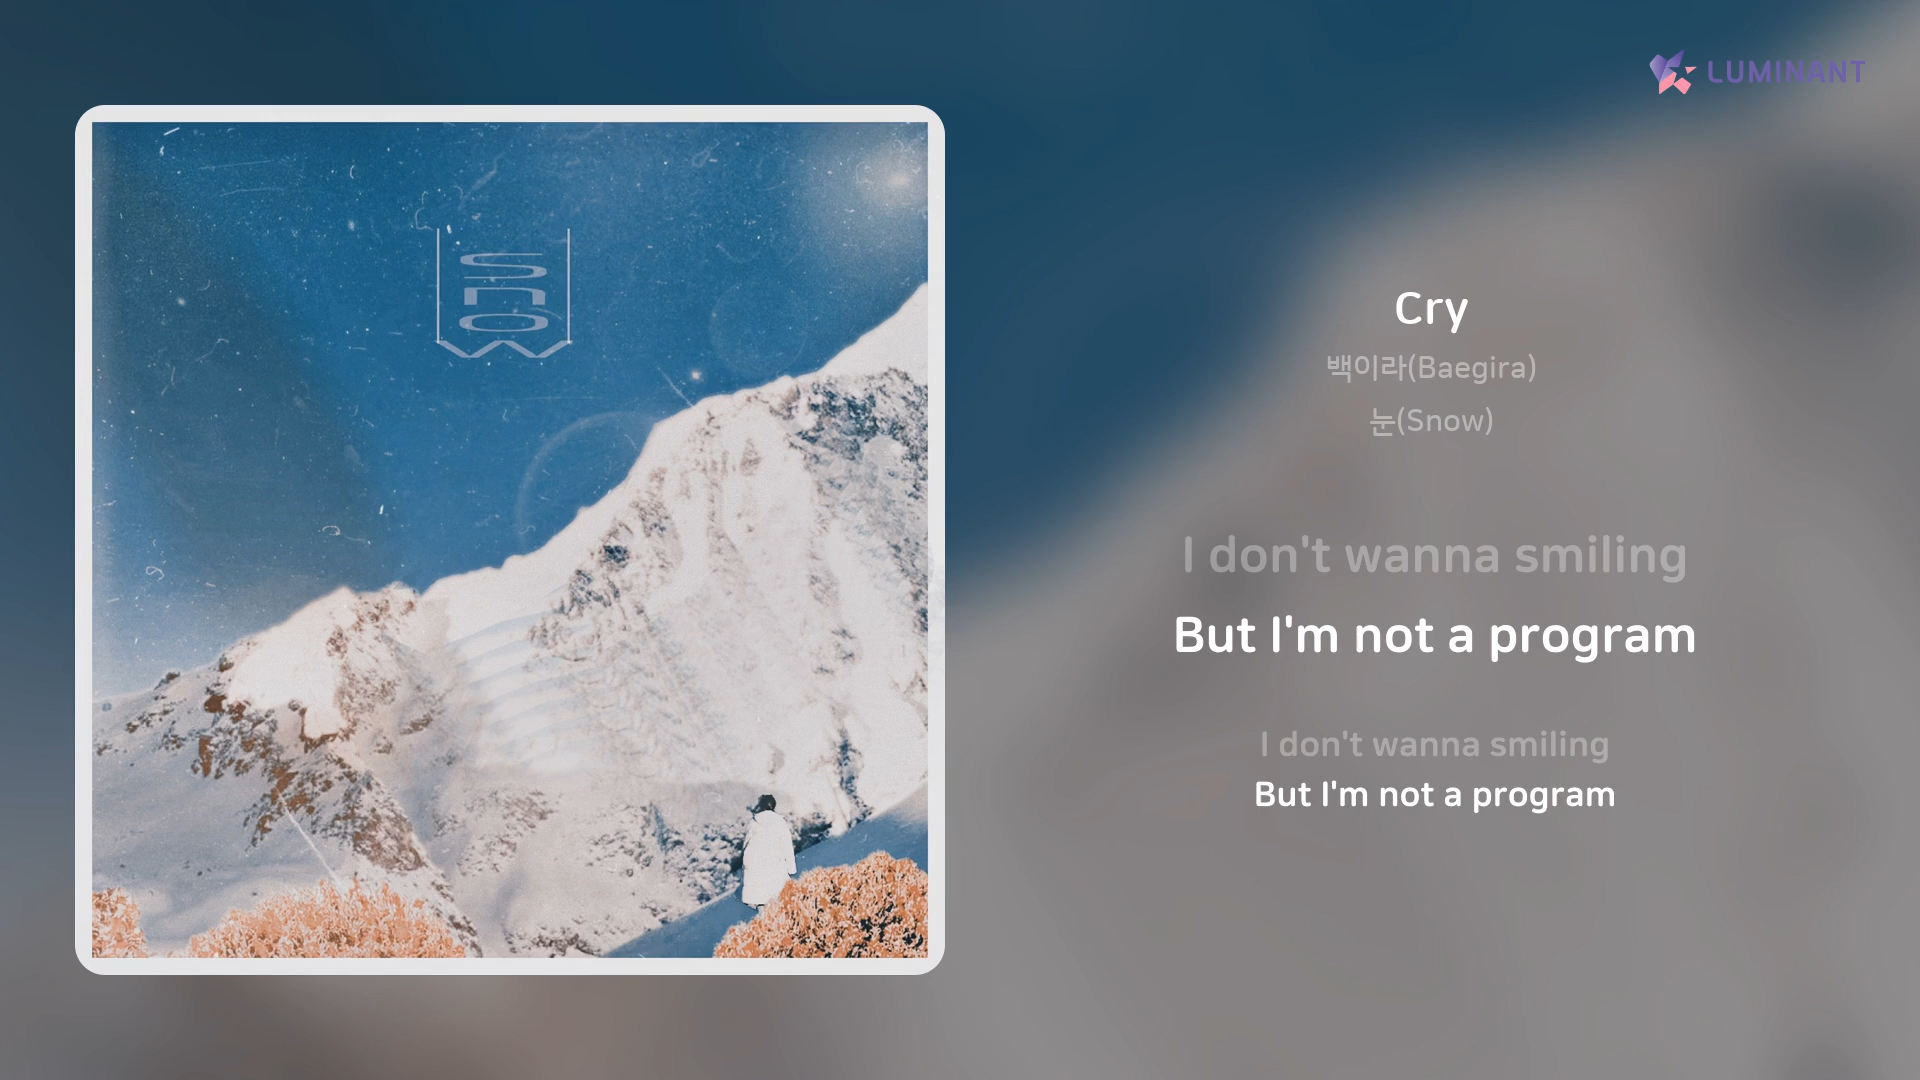 LUMINANT
snow
Cry
백이라(Baegira)
눈(Snow)
I don't wanna smiling
But I'm not a program
I don't wanna smiling
But I'm not a program